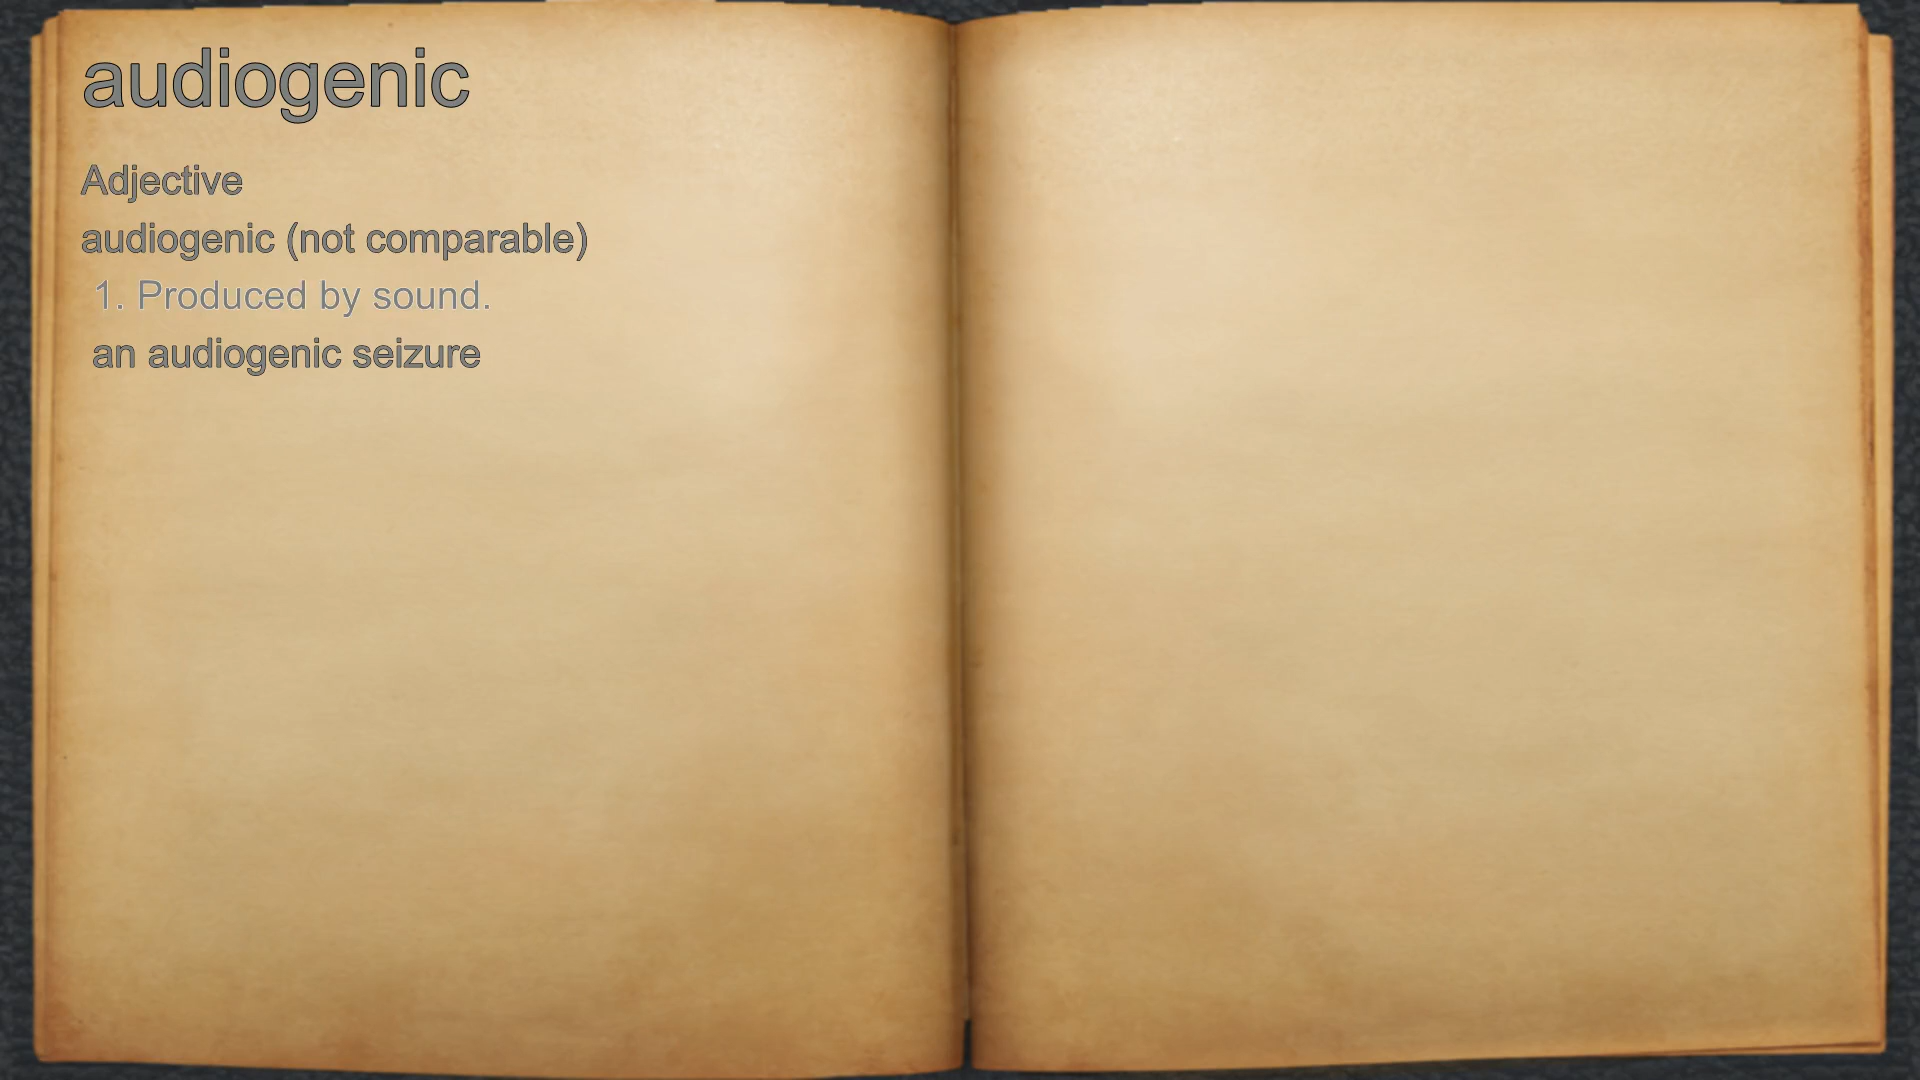 audiogenic
Adjective
audiogenic (not comparable)
1. Produced by sound.
an audiogenic seizure